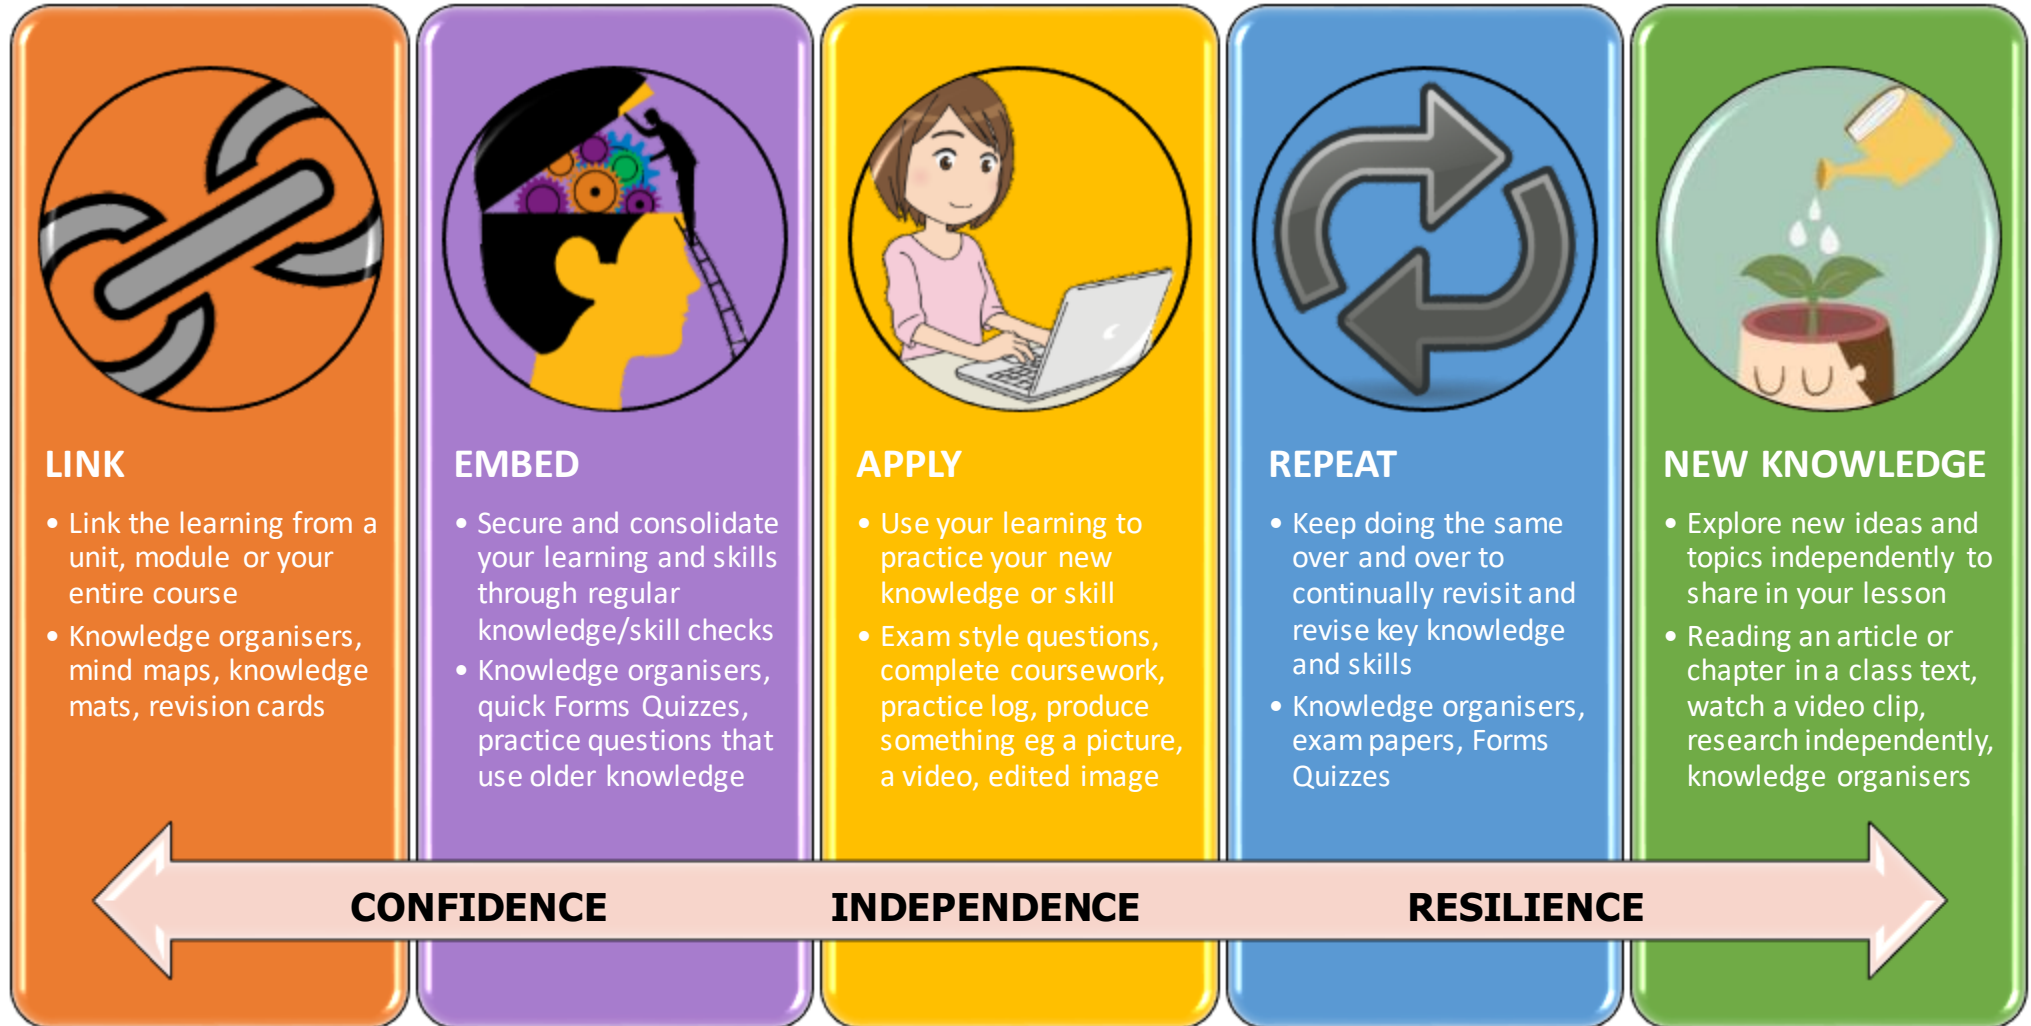 LINK
• Link the learning from a
unit, module or your
entire course
• Knowledge organisers,
mind maps, knowledge
mats, revision cards
EMBED
• Secure and consolidate
your learning and skills
through regular
knowledge/skill checks
• Knowledge organisers,
quick Forms Quizzes,
practice questions that
use older knowledge
APPLY
• Use your learning to
practice your new
knowledge or skill
• Exam style questions,
complete coursework,
practice log, produce
something eg a picture,
a video, edited image
REPEAT
• Keep doing the same
over and over to
continually revisit and
revise key knowledge
and skills
• Knowledge organisers,
exam papers, Forms
Quizzes
NEW KNOWLEDGE
• Explore new ideas and
topics independently to
share in your lesson
• Reading an article or
chapter in a class text,
watch a video clip,
research independently,
knowledge organisers
CONFIDENCE
INDEPENDENCE
RESILIENCE